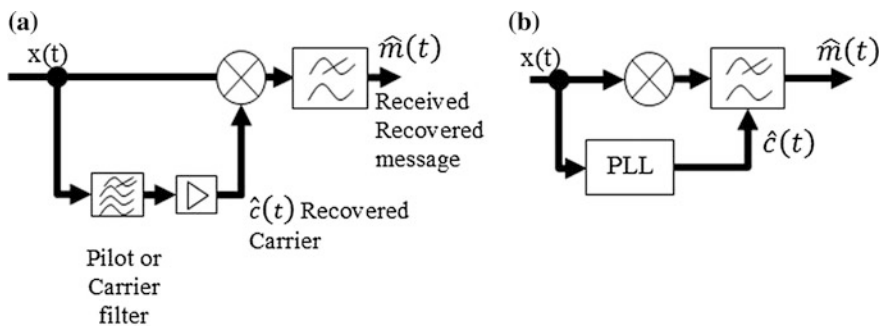 (a)
x(t)
m̂(t)
Received
Recovered
message
ĉ(t) Recovered
Carrier
Pilot or
Carrier
filter
(b)
x(t)
m̂(t)
PLL
ĉ(t)